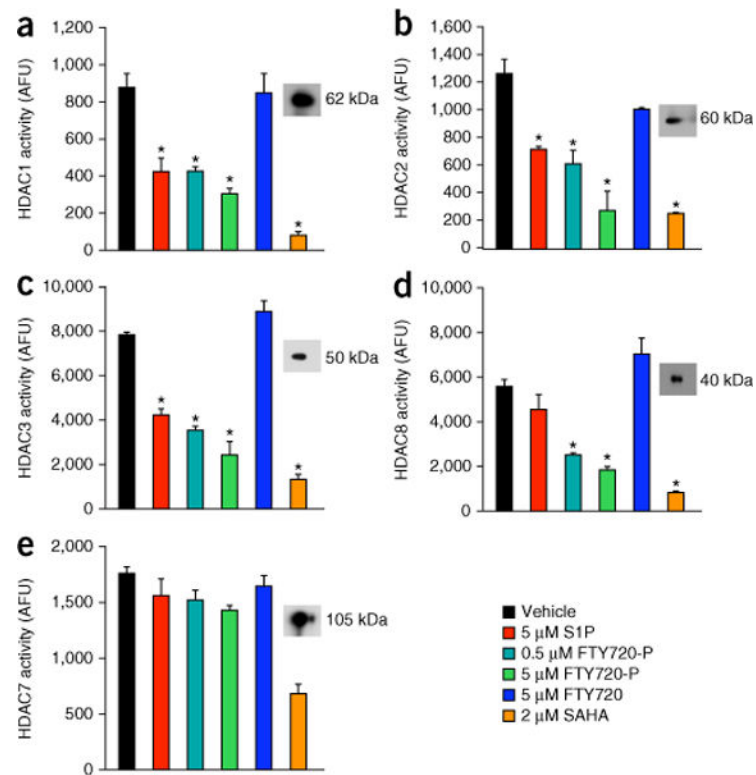 a
HDAC1 activity (AFU)
1,200
1,000
800
600
400
200
0
*
*
*
*
62 kDa
b
HDAC2 activity (AFU)
1,600
1,400
1,200
1,000
800
600
400
200
0
*
*
*
*
60 kDa
c
HDAC3 activity (AFU)
10,000
8,000
6,000
4,000
2,000
0
*
*
*
*
50 kDa
d
HDAC8 activity (AFU)
10,000
8,000
6,000
4,000
2,000
0
*
*
*
40 kDa
e
HDAC7 activity (AFU)
2,000
1,500
1,000
500
0
105 kDa
Vehicle
5 μM S1P
0.5 μM FTY720-P
5 μM FTY720-P
5 μM FTY720
2 μM SAHA